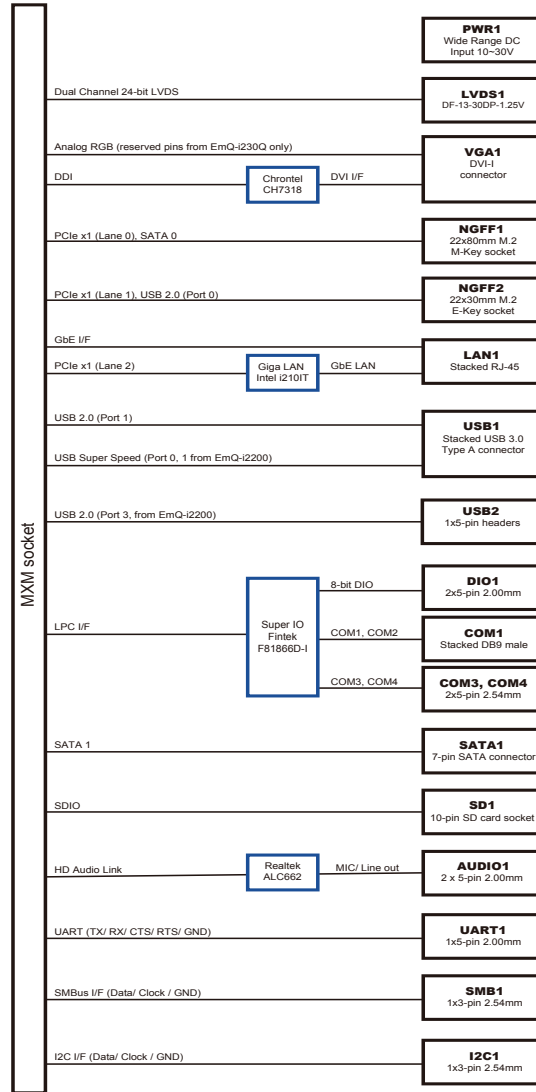 MXM socket
PWR1
Wide Range DC
Input 10~30V
Dual Channel 24-bit LVDS
LVDS1
DF-13-30DP-1.25V
Analog RGB (reserved pins from EmQ-i230Q only)
DDI
Chrontel
CH7318
DVI I/F
VGA1
DVI-I
connector
PCIe x1 (Lane 0), SATA 0
NGFF1
22x80mm M.2
M-Key socket
PCIe x1 (Lane 1), USB 2.0 (Port 0)
NGFF2
22x30mm M.2
E-Key socket
GbE I/F
PCIe x1 (Lane 2)
Giga LAN
Intel i210IT
GbE LAN
LAN1
Stacked RJ-45
USB 2.0 (Port 1)
USB Super Speed (Port 0, 1 from EmQ-i2200)
USB1
Stacked USB 3.0
Type A connector
USB 2.0 (Port 3, from EmQ-i2200)
USB2
1x5-pin headers
LPC I/F
Super IO
Fintek
F81866D-I
8-bit DIO
DIO1
2x5-pin 2.00mm
COM1, COM2
COM1
Stacked DB9 male
COM3, COM4
COM3, COM4
2x5-pin 2.54mm
SATA 1
SATA1
7-pin SATA connector
SDIO
SD1
10-pin SD card socket
HD Audio Link
Realtek
ALC662
MIC/ Line out
AUDIO1
2 x 5-pin 2.00mm
UART (TX/ RX/ CTS/ RTS/ GND)
UART1
1x5-pin 2.00mm
SMBus I/F (Data/ Clock / GND)
SMB1
1x3-pin 2.54mm
I2C I/F (Data/ Clock / GND)
I2C1
1x3-pin 2.54mm